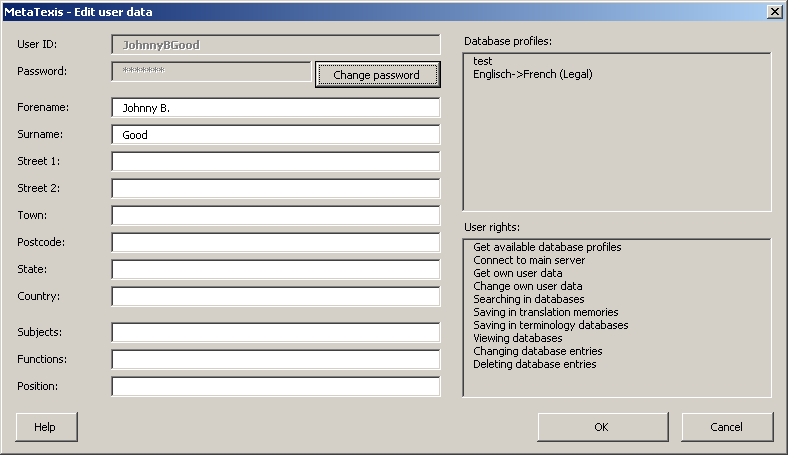 MetaTexis - Edit user data
User ID: JohnnyBGood
Password: *******
Change password
Forename: Johnny B.
Surname: Good
Street 1:
Street 2:
Town:
Postcode:
State:
Country:
Subjects:
Functions:
Position:
Database profiles:
test
Englisch->French (Legal)
User rights:
Get available database profiles
Connect to main server
Get own user data
Change own user data
Searching in databases
Saving in translation memories
Saving in terminology databases
Viewing databases
Changing database entries
Deleting database entries
Help
OK
Cancel